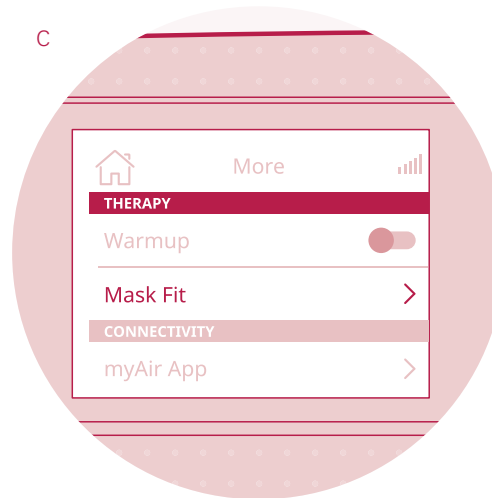 C
More
THERAPY
Warmup
Mask Fit
CONNECTIVITY
myAir App